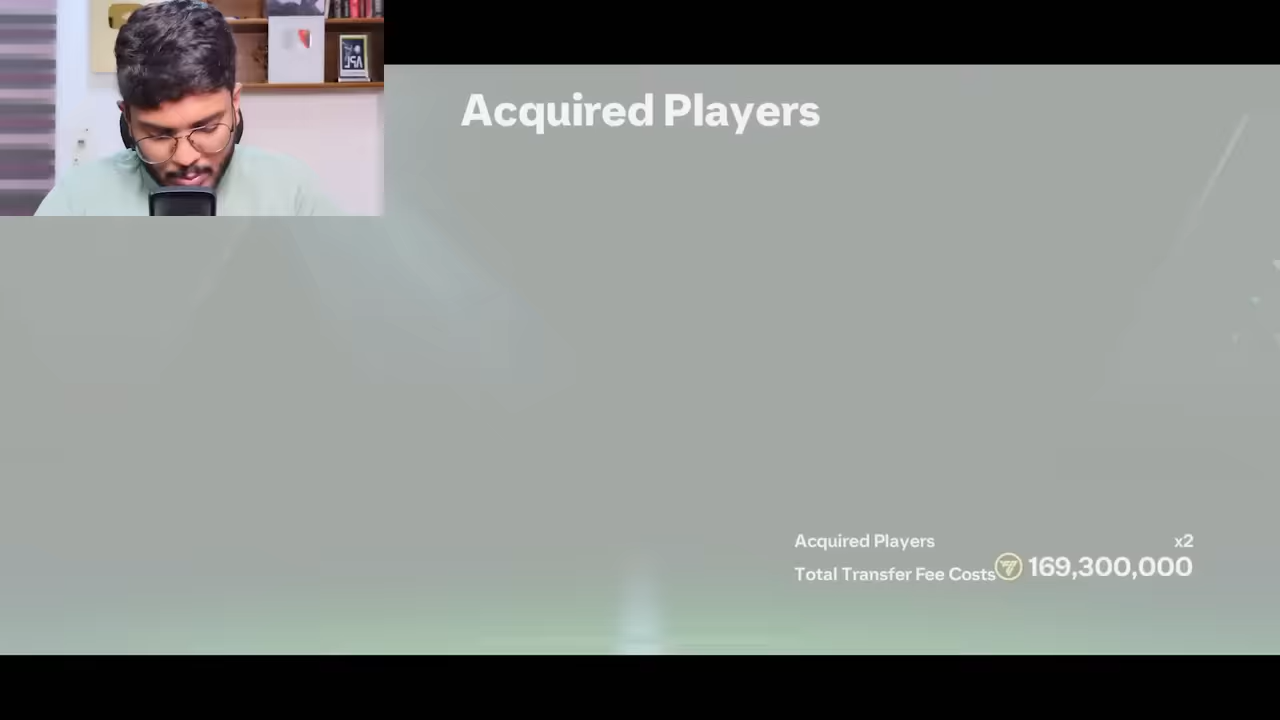 Acquired Players
Acquired Players x2
Total Transfer Fee Costs 169,300,000